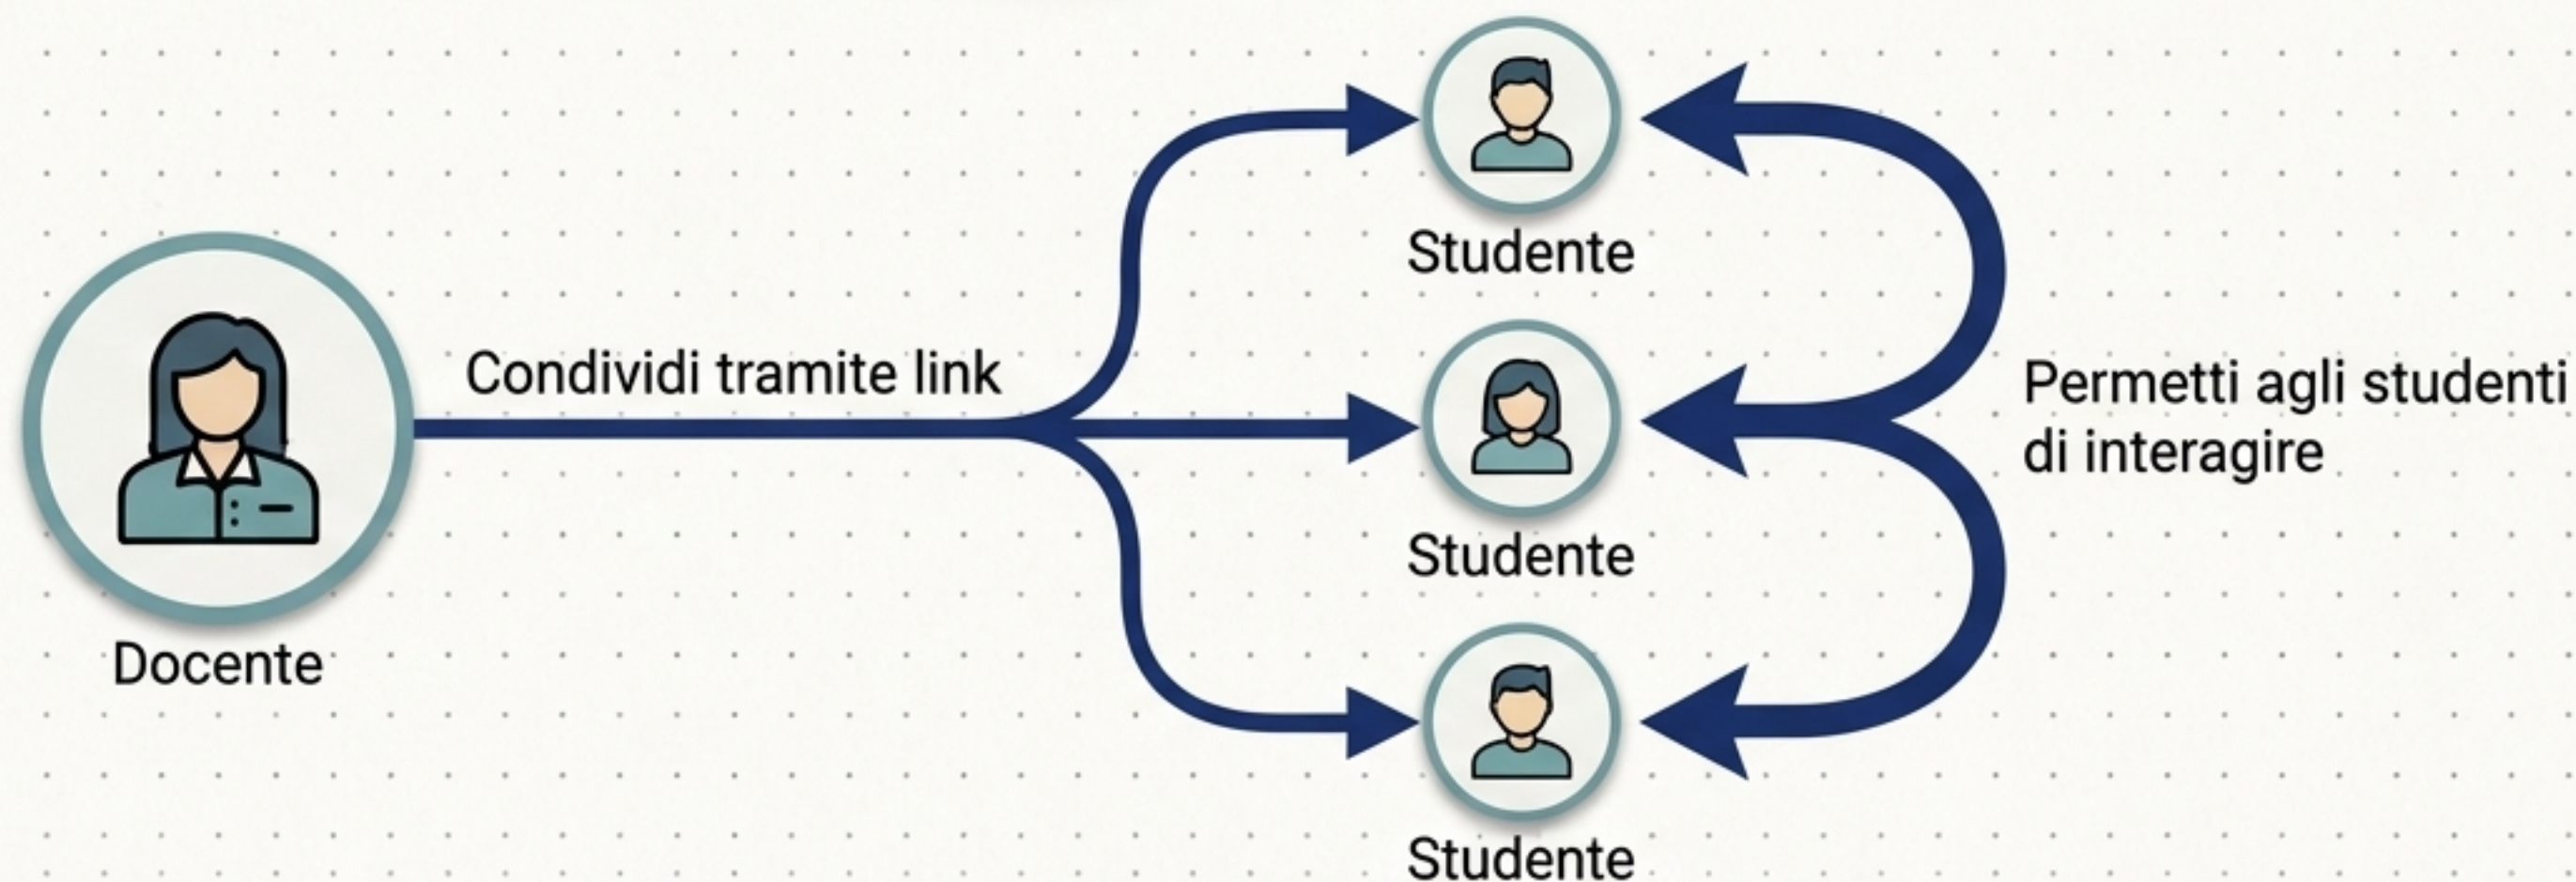 Studente
Condividi tramite link
Permetti agli studenti
di interagire
Studente
Docente
Studente